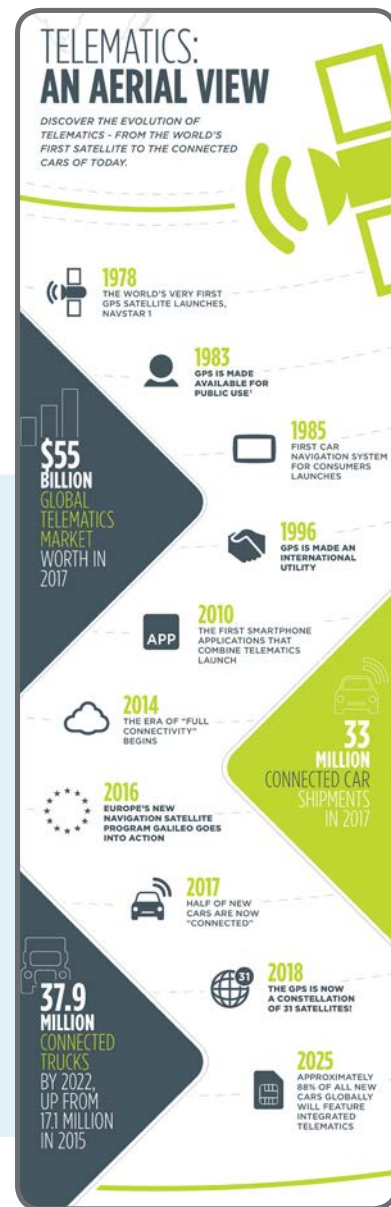 TELEMATICS:
AN AERIAL VIEW
DISCOVER THE EVOLUTION OF
TELEMATICS - FROM THE WORLD'S
FIRST SATELLITE TO THE CONNECTED
CARS OF TODAY.
1978
THE WORLD'S VERY FIRST
GPS SATELLITE LAUNCHES,
NAVSTAR 1
1983
GPS IS MADE
AVAILABLE FOR
PUBLIC USE¹
1985
FIRST CAR
NAVIGATION SYSTEM
FOR CONSUMERS
LAUNCHES
$55
BILLION
GLOBAL
TELEMATICS
MARKET
WORTH IN
2017
1996
GPS IS MADE AN
INTERNATIONAL
UTILITY
APP
2010
THE FIRST SMARTPHONE
APPLICATIONS THAT
COMBINE TELEMATICS
LAUNCH
2014
THE ERA OF "FULL
CONNECTIVITY"
BEGINS
33
MILLION
CONNECTED CAR
SHIPMENTS
IN 2017
2016
EUROPE'S NEW
NAVIGATION SATELLITE
PROGRAM GALILEO GOES
INTO ACTION
2017
HALF OF NEW
CARS ARE NOW
"CONNECTED"
31
2018
THE GPS IS NOW
A CONSTELLATION
OF 31 SATELLITES!
37.9
MILLION
CONNECTED
TRUCKS
BY 2022,
UP FROM
17.1 MILLION
IN 2015
2025
APPROXIMATELY
88% OF ALL NEW
CARS GLOBALLY
WILL FEATURE
INTEGRATED
TELEMATICS